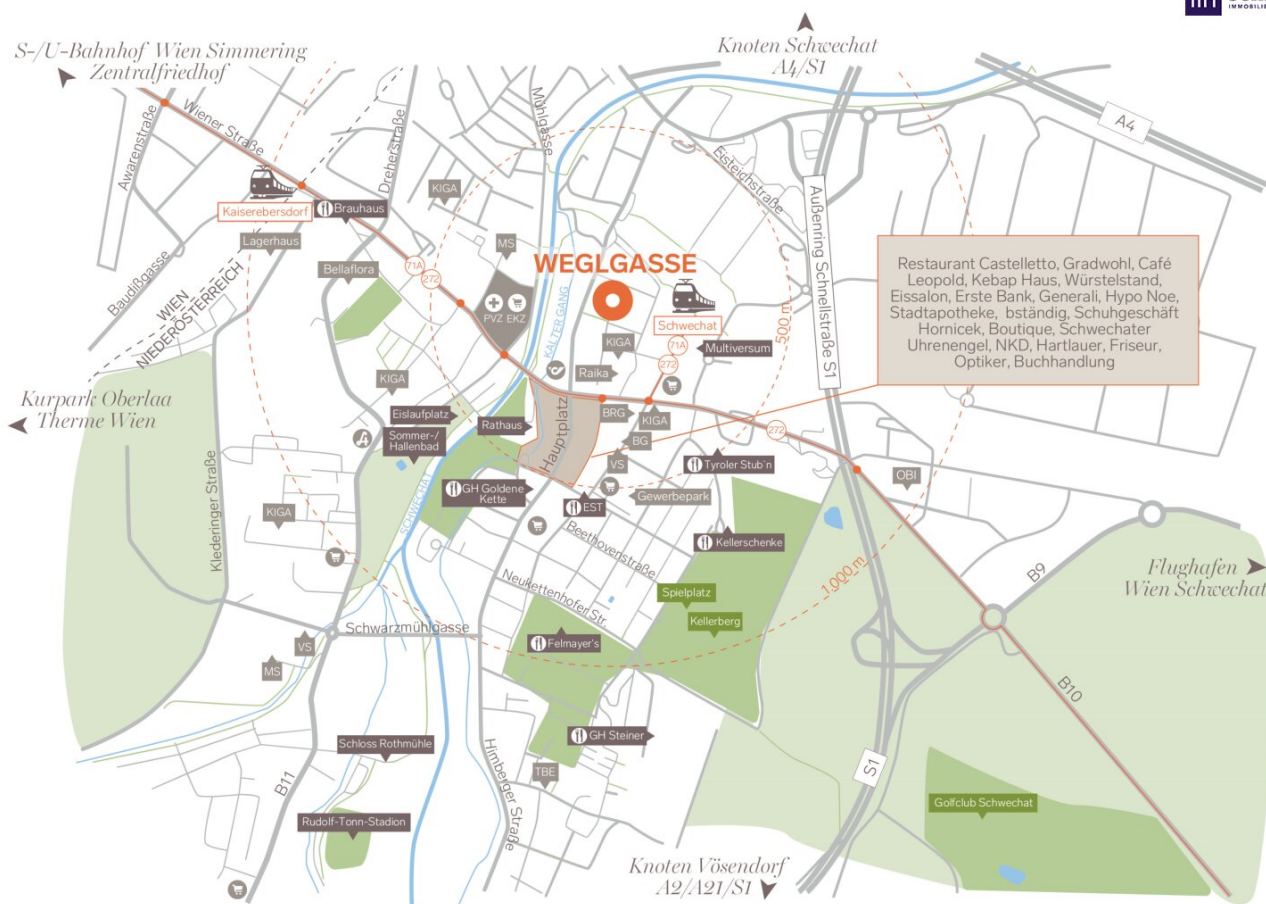 IMMOBILIEN
S-/U-Bahnhof Wien Simmering
Zentralfriedhof
Knoten Schwechat
A4/S1
A4
Wiener Straße
Awarenstraße
Dreherstraße
Mühlgasse
Eisteichstraße
Außenring Schnellstraße S1
Kaiserebersdorf
Brauhaus
KIGA
Lagerhaus
Baudißgasse
WIEN
NIEDERÖSTERREICH
Bellaflora
71A
272
MS
PVZ EKZ
KALTER GANG
WEGLGASSE
Schwechat
71A
272
500 m
KIGA
Multiversum
Raika
Restaurant Castelletto, Gradwohl, Café
Leopold, Kebap Haus, Würstelstand,
Eissalon, Erste Bank, Generali, Hypo Noe,
Stadtapotheke, bständig, Schuhgeschäft
Hornicek, Boutique, Schwechater
Uhrenengel, NKD, Hartlauer, Friseur,
Optiker, Buchhandlung
Kurpark Oberlaa
Therme Wien
KIGA
Eislaufplatz
Sommer-/
Hallenbad
Rathaus
Hauptplatz
BRG
KIGA
BG
VS
272
Tyroler Stub'n
Gewerbepark
OBI
Klederinger Straße
KIGA
SCHWECHAT
GH Goldene
Kette
EST
Beethovenstraße
Kellerschenke
Neukettenhofer Str.
Spielplatz
Kellerberg
1.000 m
B9
Flughafen
Wien Schwechat
Schwarzmühlgasse
VS
MS
Felmayer's
B10
Schloss Rothmühle
GH Steiner
B11
Himberger Straße
TBE
S1
Rudolf-Tonn-Stadion
Golfclub Schwechat
Knoten Vösendorf
A2/A21/S1